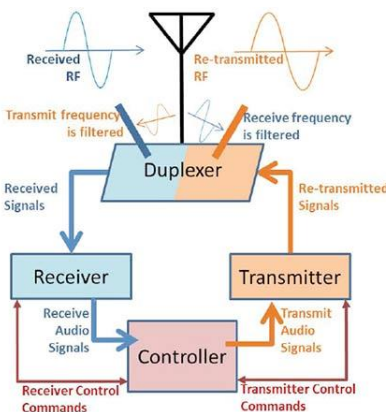 Received
RF
Re-transmitted
RF
Transmit frequency
is filtered
Receive frequency
is filtered
Duplexer
Received
Signals
Re-transmitted
Signals
Receiver
Transmitter
Receive
Audio
Signals
Transmit
Audio
Signals
Controller
Receiver Control
Commands
Transmitter Control
Commands